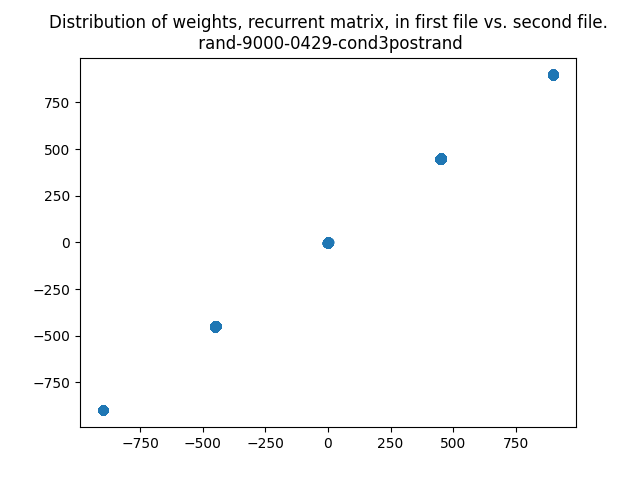 Distribution of weights, recurrent matrix, in first file vs. second file.
rand-9000-0429-cond3postrand
750
500
250
0
−250
−500
−750
−750 −500 −250 0 250 500 750